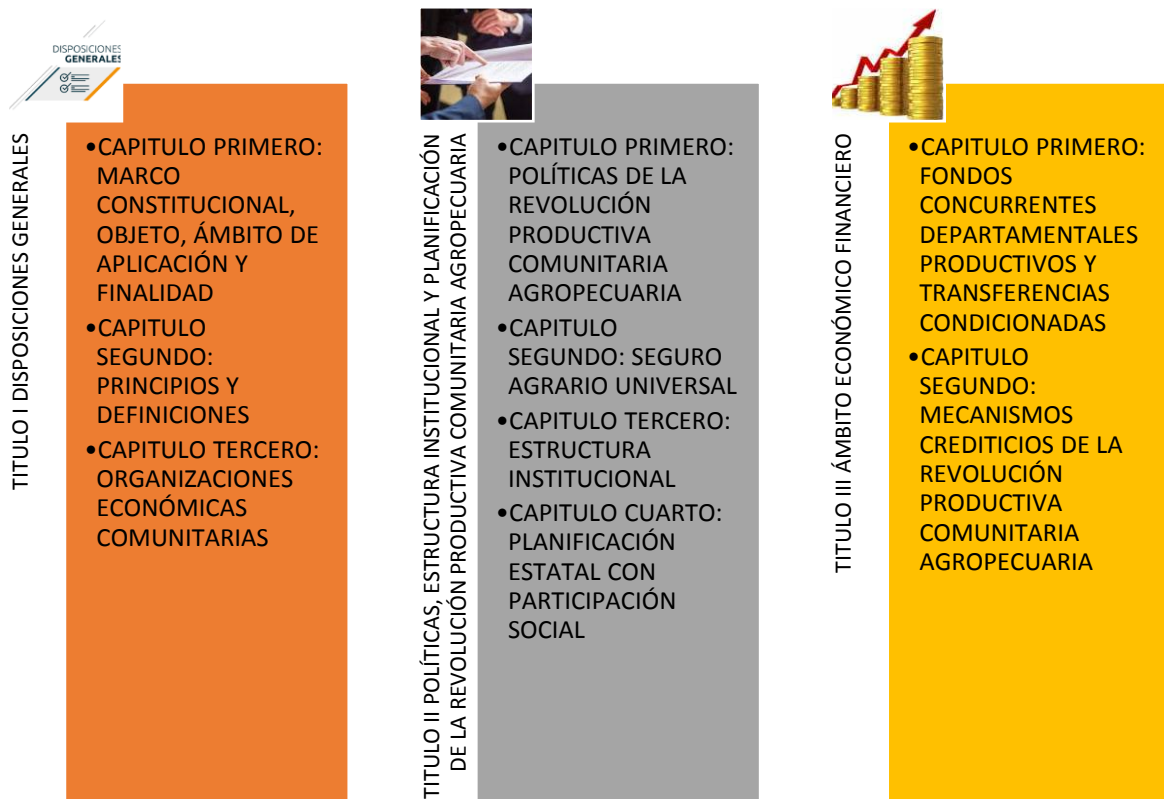 DISPOSICIONES
GENERALES
TITULO I DISPOSICIONES GENERALES
•CAPITULO PRIMERO:
MARCO
CONSTITUCIONAL,
OBJETO, ÁMBITO DE
APLICACIÓN Y
FINALIDAD
•CAPITULO
SEGUNDO:
PRINCIPIOS Y
DEFINICIONES
•CAPITULO TERCERO:
ORGANIZACIONES
ECONÓMICAS
COMUNITARIAS
TITULO II POLÍTICAS, ESTRUCTURA INSTITUCIONAL Y PLANIFICACIÓN
DE LA REVOLUCIÓN PRODUCTIVA COMUNITARIA AGROPECUARIA
•CAPITULO PRIMERO:
POLÍTICAS DE LA
REVOLUCIÓN
PRODUCTIVA
COMUNITARIA
AGROPECUARIA
•CAPITULO
SEGUNDO: SEGURO
AGRARIO UNIVERSAL
•CAPITULO TERCERO:
ESTRUCTURA
INSTITUCIONAL
•CAPITULO CUARTO:
PLANIFICACIÓN
ESTATAL CON
PARTICIPACIÓN
SOCIAL
TITULO III ÁMBITO ECONÓMICO FINANCIERO
•CAPITULO PRIMERO:
FONDOS
CONCURRENTES
DEPARTAMENTALES
PRODUCTIVOS Y
TRANSFERENCIAS
CONDICIONADAS
•CAPITULO
SEGUNDO:
MECANISMOS
CREDITICIOS DE LA
REVOLUCIÓN
PRODUCTIVA
COMUNITARIA
AGROPECUARIA